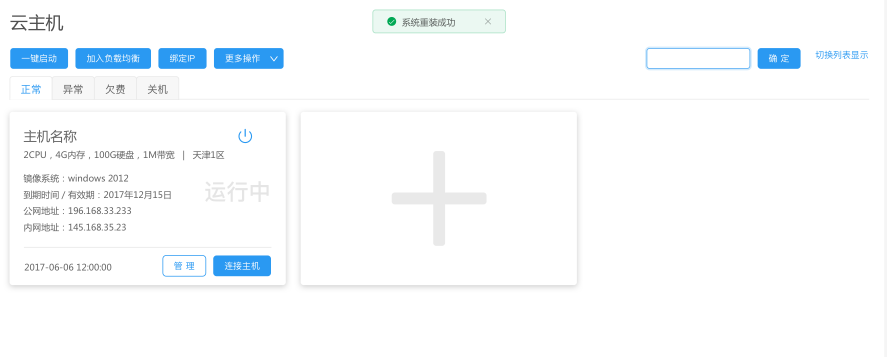 云主机
系统重装成功
一键启动 加入负载均衡 绑定IP 更多操作 确 定 切换列表显示
正常 异常 欠费 关机
主机名称
2CPU，4G内存，100G硬盘，1M带宽 | 天津1区
镜像系统：windows 2012
到期时间 / 有效期：2017年12月15日
公网地址：196.168.33.233
内网地址：145.168.35.23
运行中
2017-06-06 12:00:00 管 理 连接主机